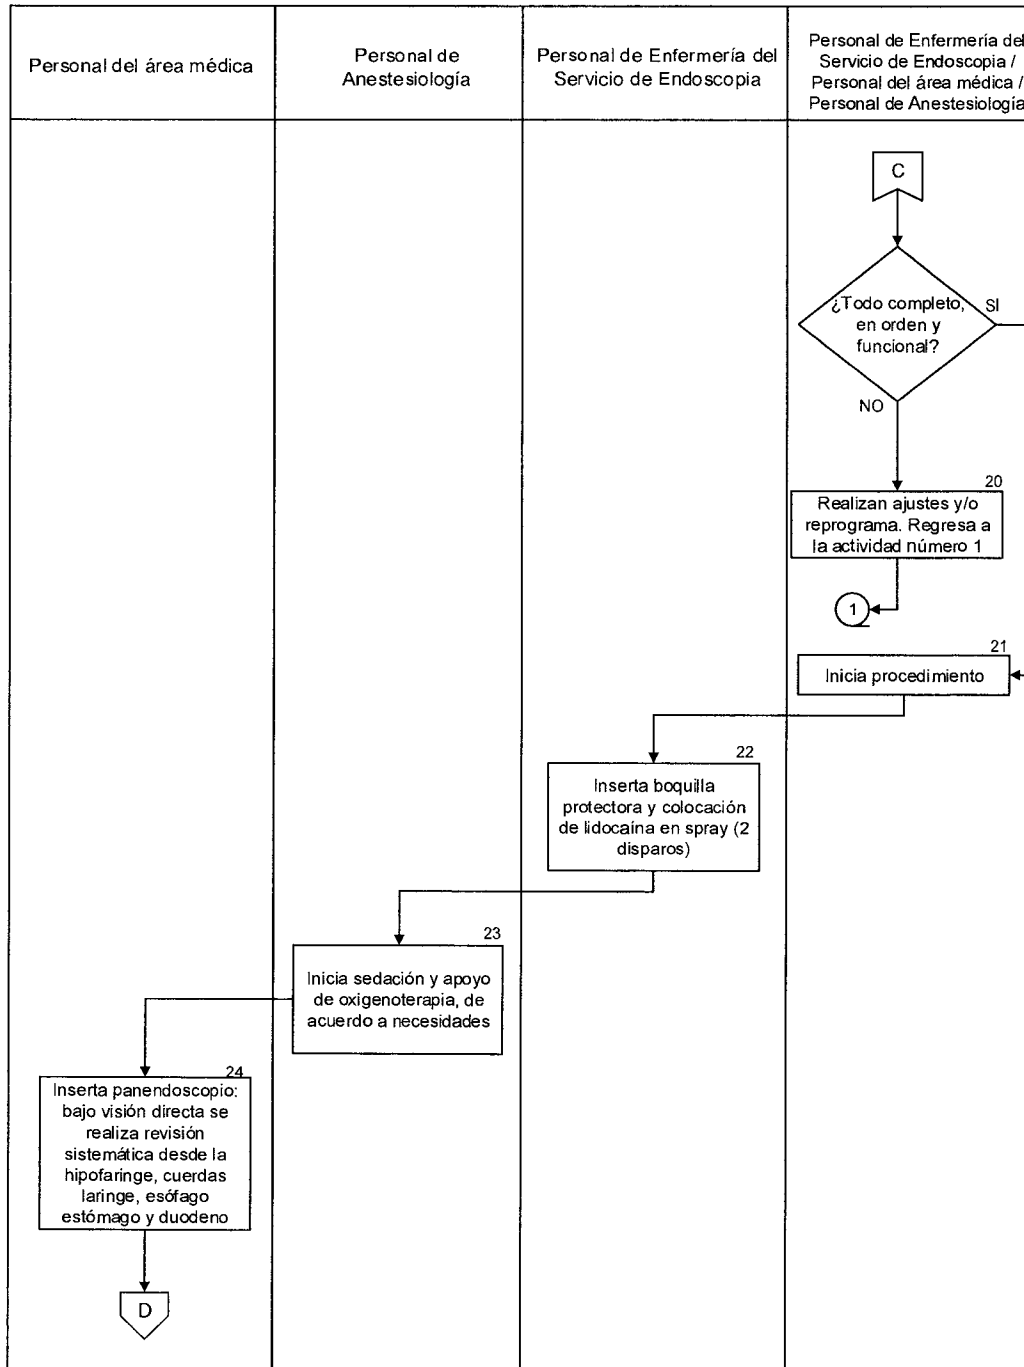 Personal del área médica
Personal de
Anestesiología
Personal de Enfermería del
Servicio de Endoscopia
Personal de Enfermería del
Servicio de Endoscopia /
Personal del área médica /
Personal de Anestesiología
C
¿Todo completo,
en orden y
funcional?
SI
NO
20
Realizan ajustes y/o
reprograma. Regresa a
la actividad número 1
1
21
Inicia procedimiento
22
Inserta boquilla
protectora y colocación
de lidocaína en spray (2
disparos)
23
Inicia sedación y apoyo
de oxigenoterapia, de
acuerdo a necesidades
24
Inserta panendoscopio:
bajo visión directa se
realiza revisión
sistemática desde la
hipofaringe, cuerdas
laringe, esófago
estómago y duodeno
D